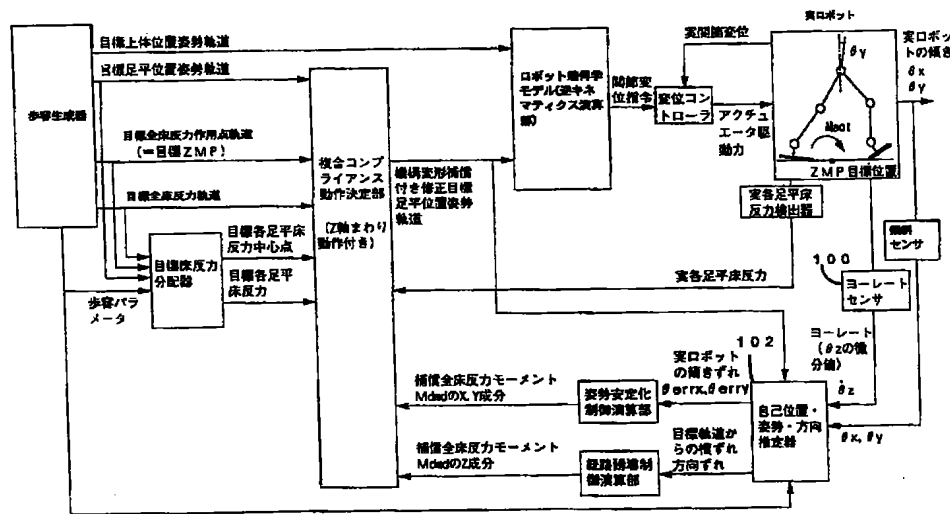 実ロボット
実ロボッ
トの傾き
θx
θy
目標上体位置姿勢軌道
実関節変位
θy
目標足平位置姿勢軌道
ロボット幾何学
モデル(逆キネ
マティクス演算
部)
関節変
位指令
変位コン
トローラ
歩容生成器
目標全床反力作用点軌道
(=目標ZMP)
アクチュ
エータ駆
動力
Mact
ZMP目標位置
複合コンプ
ライアンス
動作決定部
(Z軸まわり
動作付き)
機構変形補償
付き修正目標
足平位置姿勢
軌道
目標全床反力軌道
実各足平床
反力検出器
傾斜
センサ
目標各足平床
反力中心点
目標床反力
分配器
目標各足平
床反力
100
ヨーレート
センサ
実各足平床反力
歩容パラ
メータ
102
ヨーレート
(θzの微
分値)
実ロボット
の傾きずれ
θerrx,θerry
補償全床反力モーメント
MdmdのX,Y成分
姿勢安定化
制御演算部
θ̇z
自己位置・
姿勢・方向
推定器
θx,θy
目標軌道か
らの横ずれ
方向ずれ
補償全床反力モーメント
MdmdのZ成分
経路誘導制
御演算部